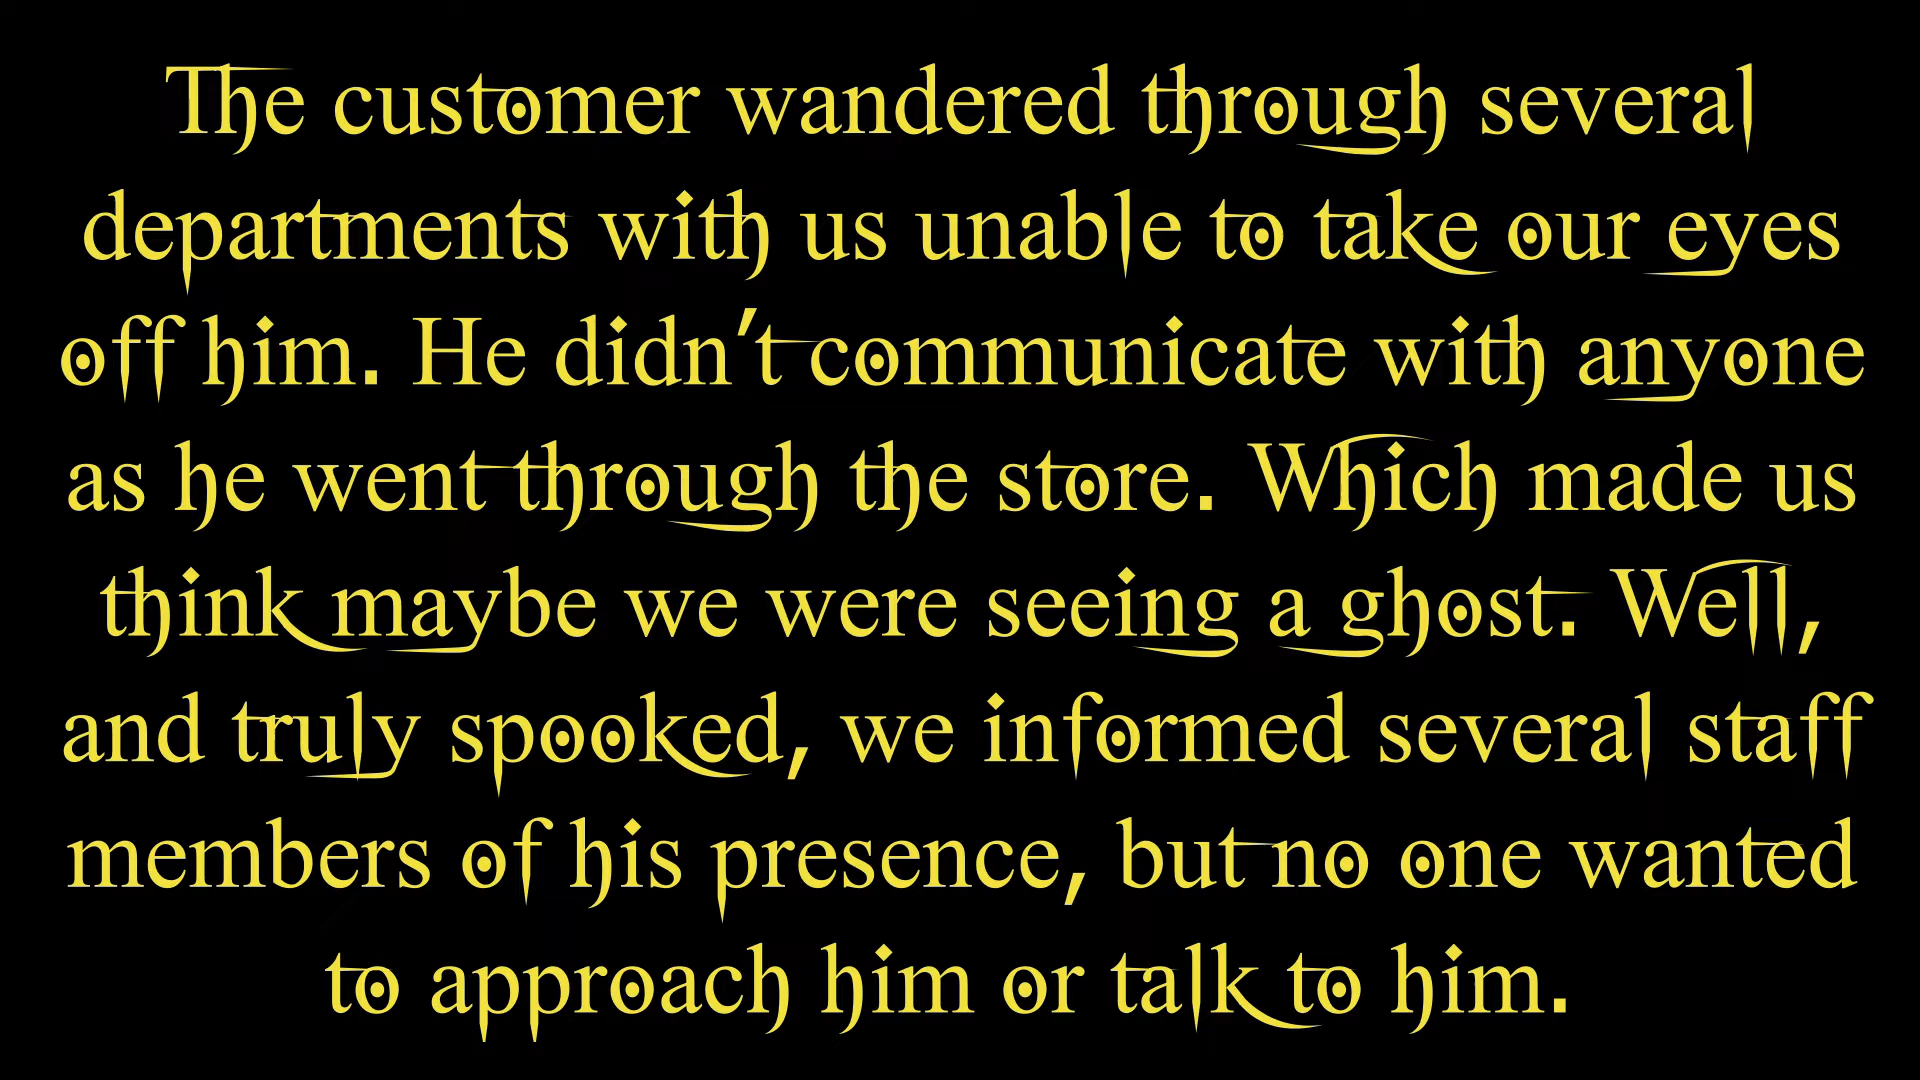 The customer wandered through several
departments with us unable to take our eyes
off him. He didn't communicate with anyone
as he went through the store. Which made us
think maybe we were seeing a ghost. Well,
and truly spooked, we informed several staff
members of his presence, but no one wanted
to approach him or talk to him.